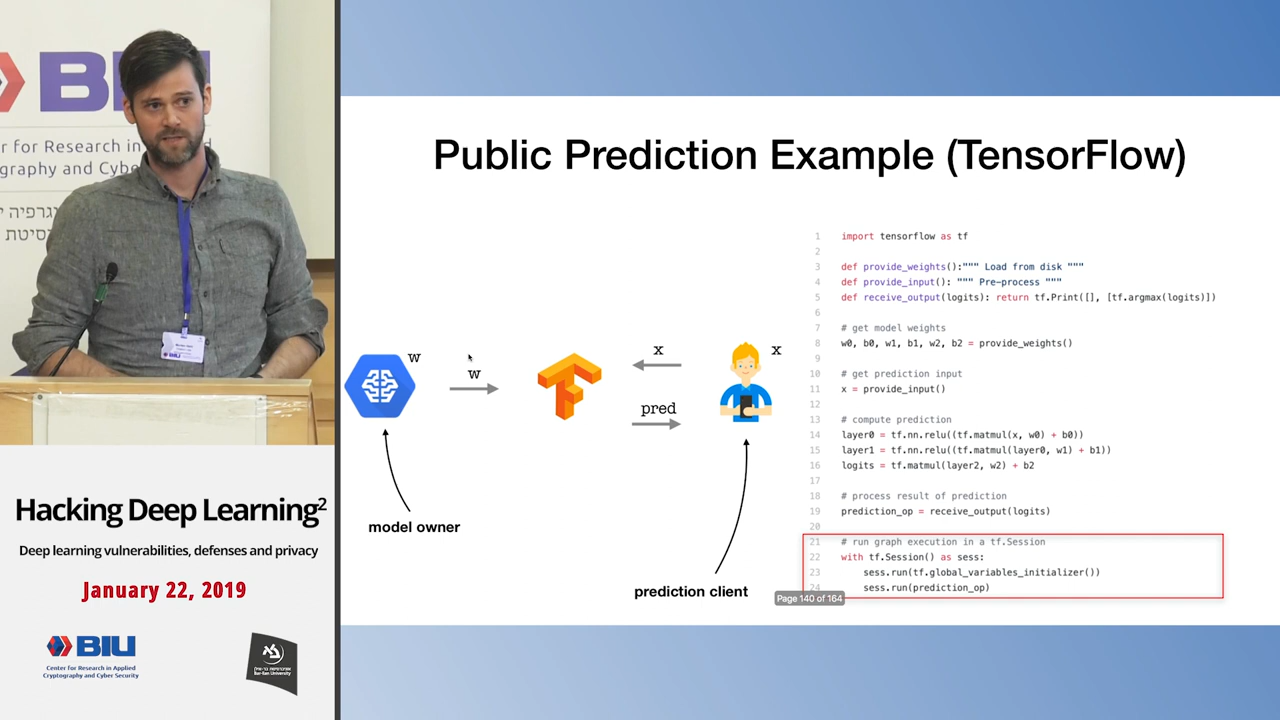 BIU
r for Research in
graphy and Cybe
BIU
Hacking Deep Learning²
Deep learning vulnerabilities, defenses and privacy
January 22, 2019
BIU
Center for Research in Applied
Cryptography and Cyber Security
Bar-Ilan University
Public Prediction Example (TensorFlow)
w
w
x
x
pred
model owner
prediction client
1 import tensorflow as tf
2
3 def provide_weights():""" Load from disk """
4 def provide_input(): """ Pre-process """
5 def receive_output(logits): return tf.Print([], [tf.argmax(logits)])
6
7 # get model weights
8 w0, b0, w1, b1, w2, b2 = provide_weights()
9
10 # get prediction input
11 x = provide_input()
12
13 # compute prediction
14 layer0 = tf.nn.relu((tf.matmul(x, w0) + b0))
15 layer1 = tf.nn.relu((tf.matmul(layer0, w1) + b1))
16 logits = tf.matmul(layer2, w2) + b2
17
18 # process result of prediction
19 prediction_op = receive_output(logits)
20
21 # run graph execution in a tf.Session
22 with tf.Session() as sess:
23 sess.run(tf.global_variables_initializer())
24 sess.run(prediction_op)
Page 140 of 164